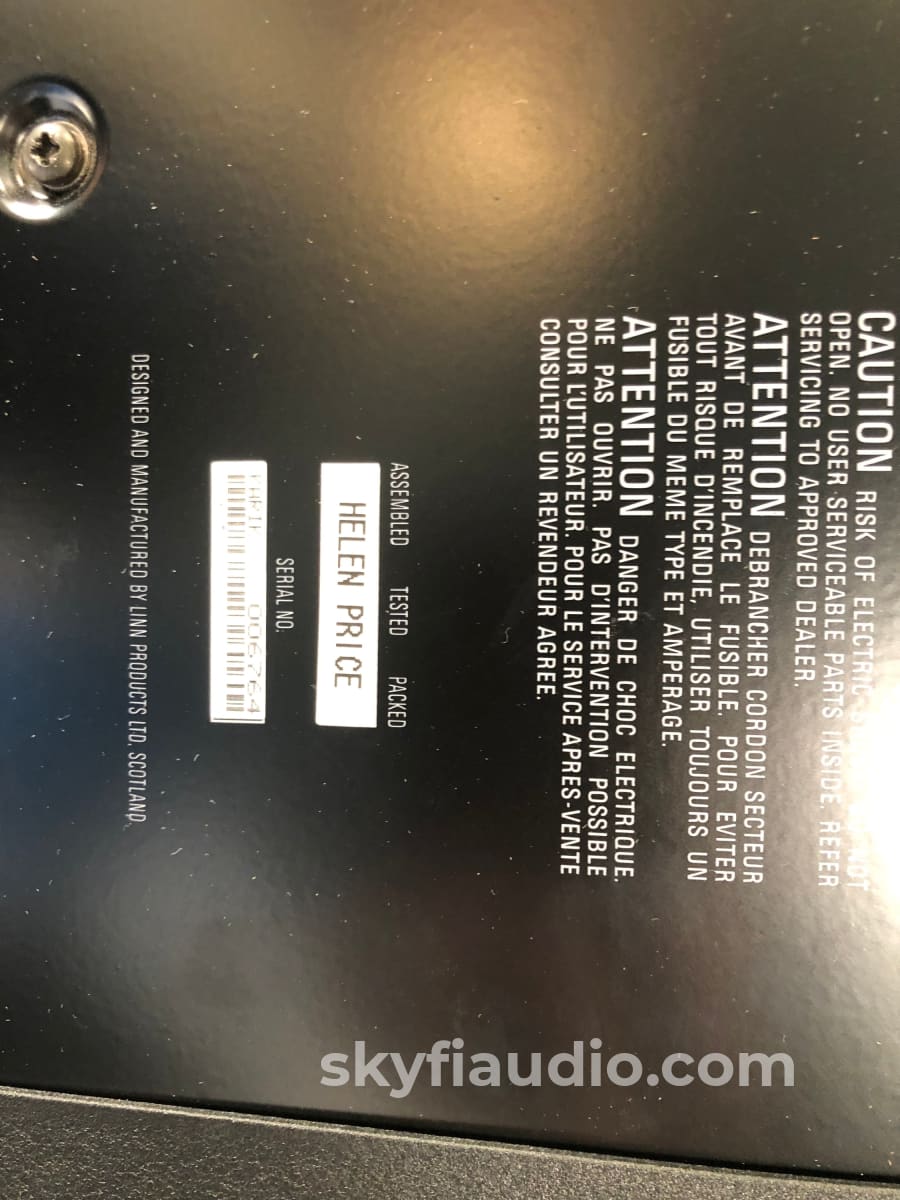 CAUTION RISK OF ELECTRIC NOT
OPEN. NO USER SERVICEABLE PARTS INSIDE. REFER
SERVICING TO APPROVED DEALER.
ATTENTION DEBRANCHER CORDON SECTEUR
AVANT DE REMPLACE LE FUSIBLE. POUR EVITER
TOUT RISQUE D'INCENDIE, UTILISER TOUJOURS UN
FUSIBLE DU MEME TYPE ET AMPERAGE.
ATTENTION DANGER DE CHOC ELECTRIQUE.
NE PAS OUVRIR. PAS D'INTERVENTION POSSIBLE
POUR L'UTILISATEUR. POUR LE SERVICE APRES-VENTE
CONSULTER UN REVENDEUR AGREE.
ASSEMBLED TESTED PACKED
HELEN PRICE
SERIAL NO.
006764
DESIGNED AND MANUFACTURED BY LINN PRODUCTS LTD, SCOTLAND.
skyfiaudio.com